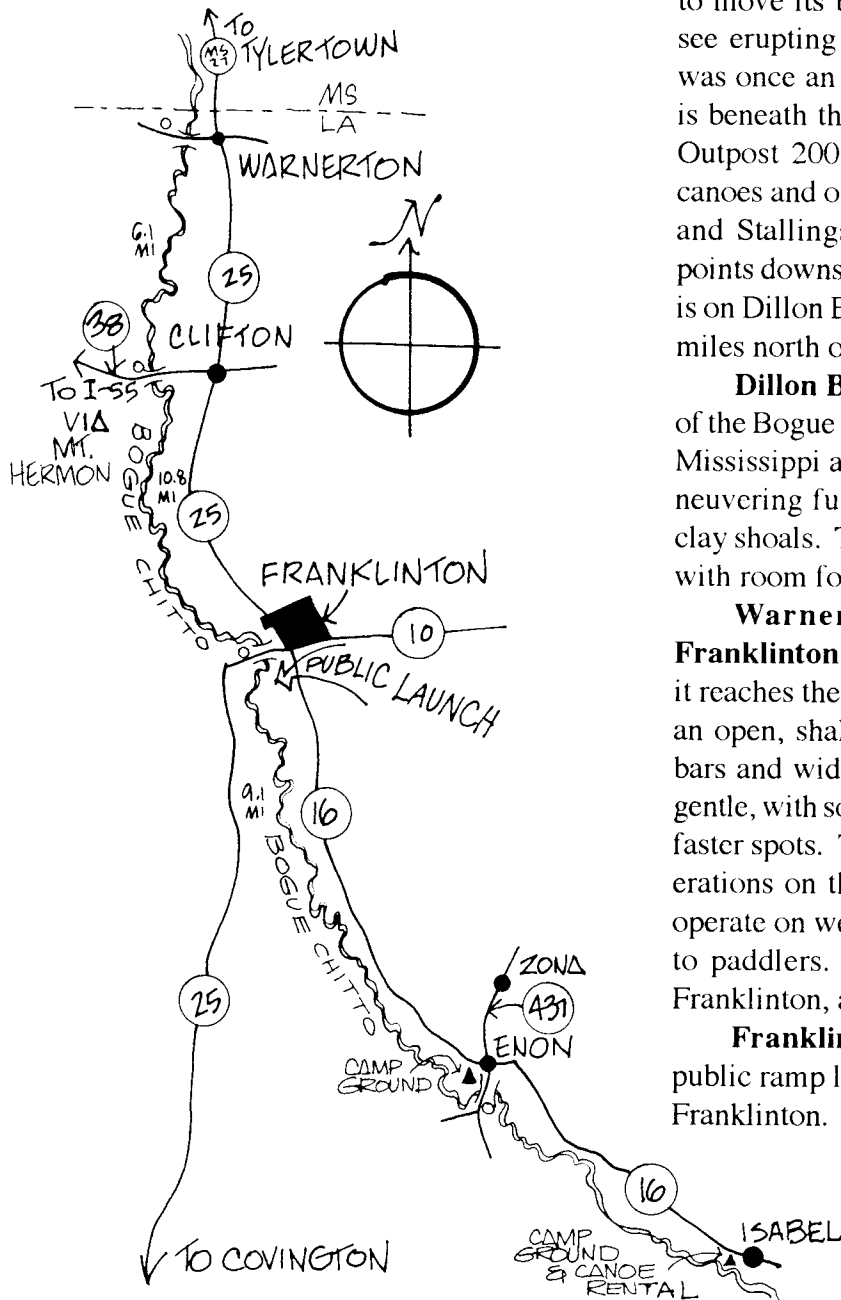 TO
TYLERTOWN
MS
27
MS
LA
WARNERTON
6.1
MI
25
N
38
CLIFTON
TO I-55
VIA
MT.
HERMON
BOGUE CHITTO
10.8
MI
25
FRANKLINTON
10
PUBLIC LAUNCH
9.1
MI
16
BOGUE CHITTO
25
ZONA
437
ENON
CAMP
GROUND
16
ISABEL
CAMP
GROUND
& CANOE
RENTAL
TO COVINGTON
to move its
see erupting
was once an
is beneath th
Outpost 200
canoes and o
and Stallings
points downs
is on Dillon B
miles north o
Dillon B
of the Bogue
Mississippi a
neuvering fu
clay shoals. T
with room fo
Warner
Franklinton
it reaches the
an open, shal
bars and wid
gentle, with so
faster spots. T
erations on th
operate on we
to paddlers.
Franklinton, a
Franklin
public ramp l
Franklinton.